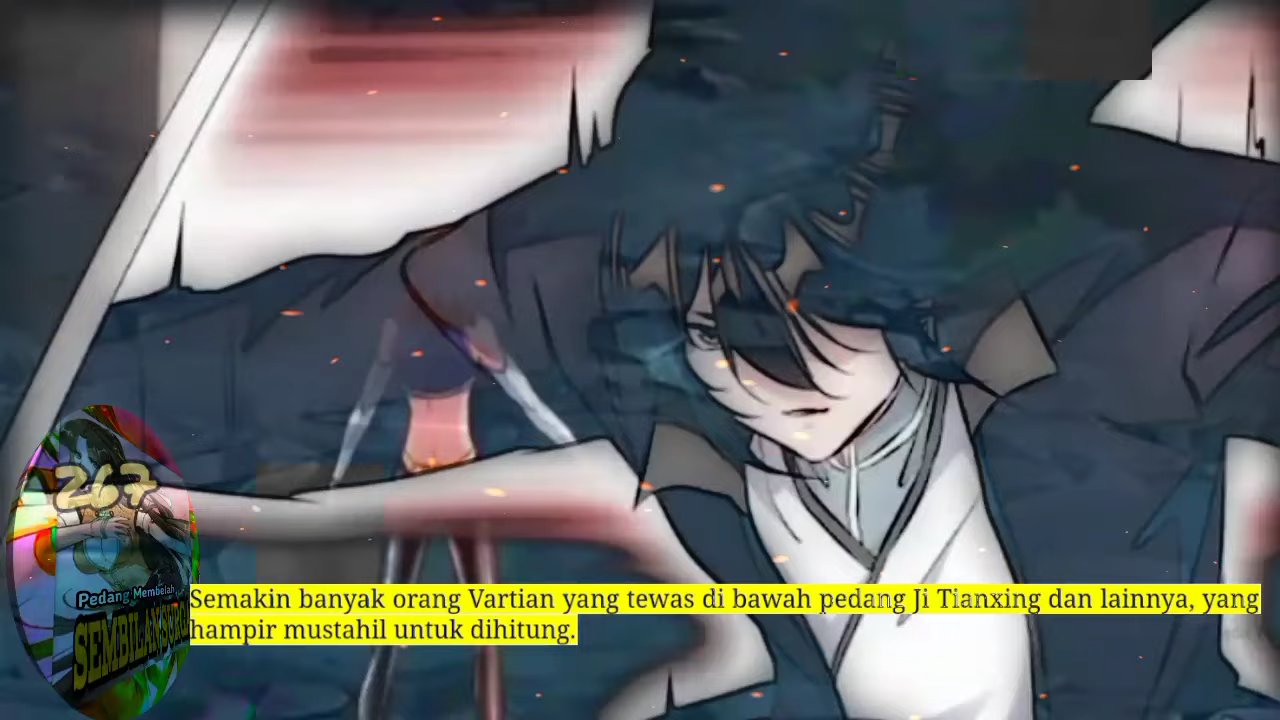 267
Pedang Membelah
Semakin banyak orang Vartian yang tewas di bawah pedang Ji Tianxing dan lainnya, yang
hampir mustahil untuk dihitung.